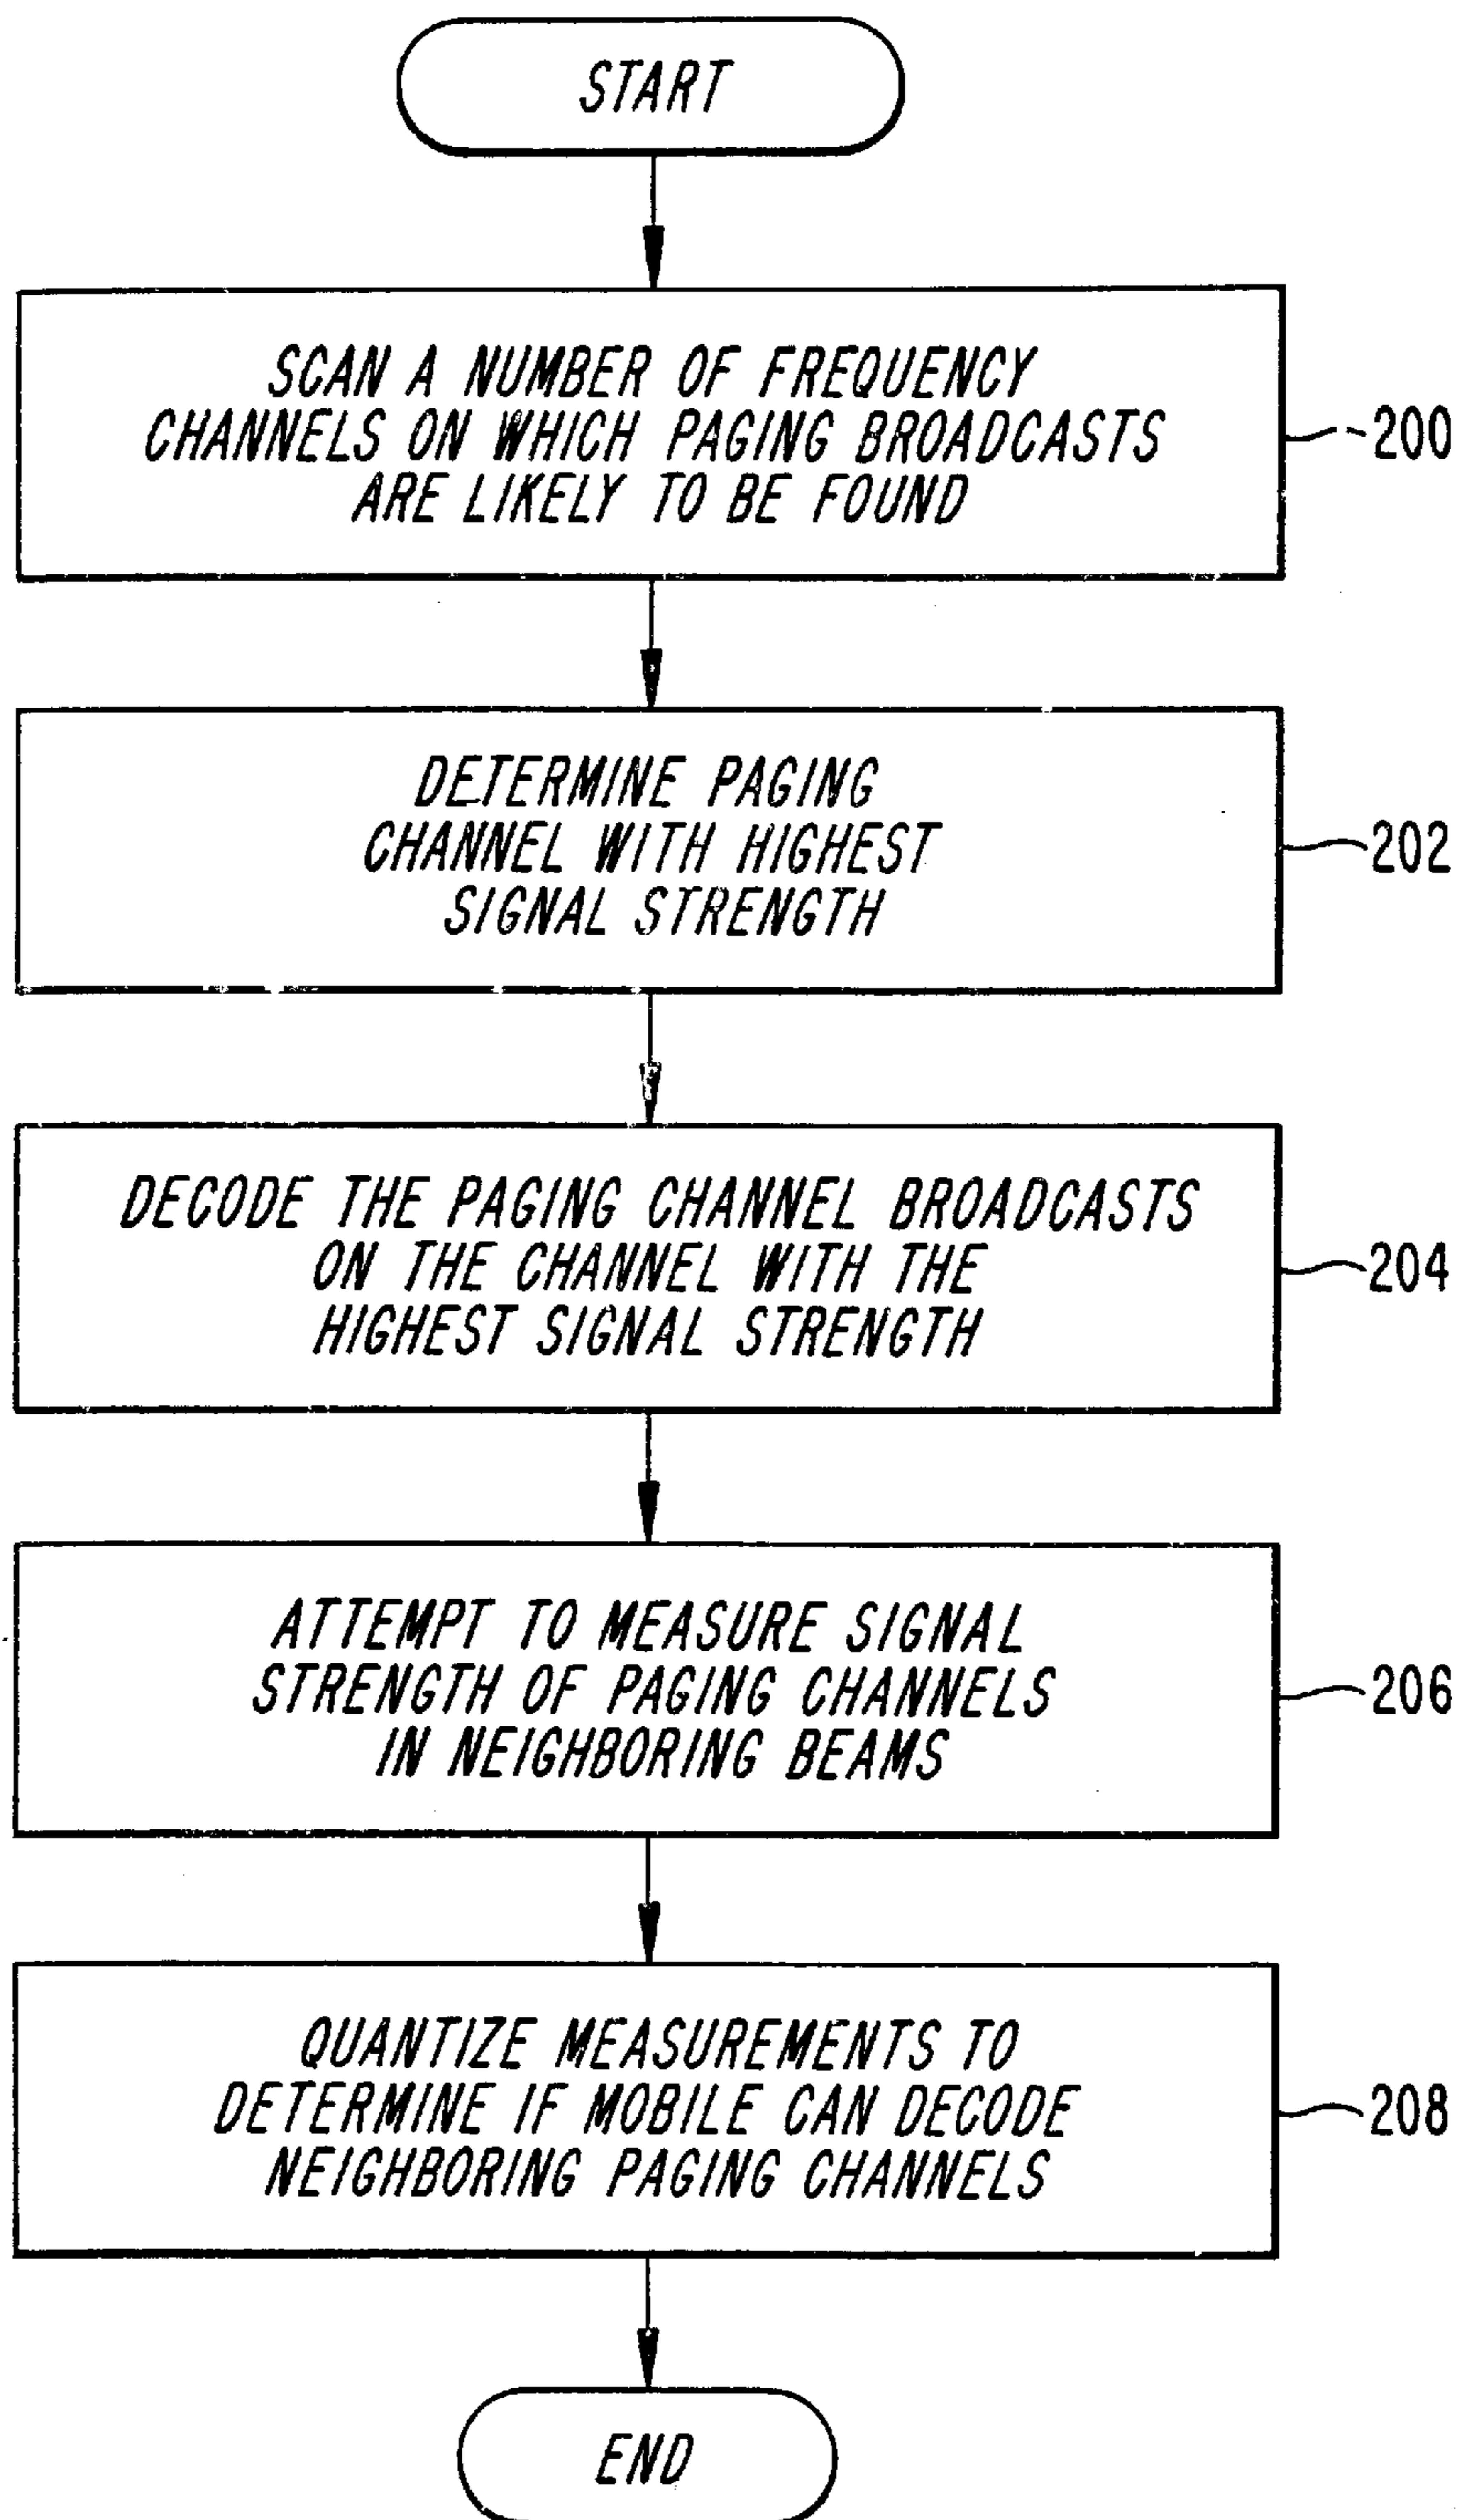 START
SCAN A NUMBER OF FREQUENCY
CHANNELS ON WHICH PAGING BROADCASTS
ARE LIKELY TO BE FOUND
200
DETERMINE PAGING
CHANNEL WITH HIGHEST
SIGNAL STRENGTH
202
DECODE THE PAGING CHANNEL BROADCASTS
ON THE CHANNEL WITH THE
HIGHEST SIGNAL STRENGTH
204
ATTEMPT TO MEASURE SIGNAL
STRENGTH OF PAGING CHANNELS
IN NEIGHBORING BEAMS
206
QUANTIZE MEASUREMENTS TO
DETERMINE IF MOBILE CAN DECODE
NEIGHBORING PAGING CHANNELS
208
END